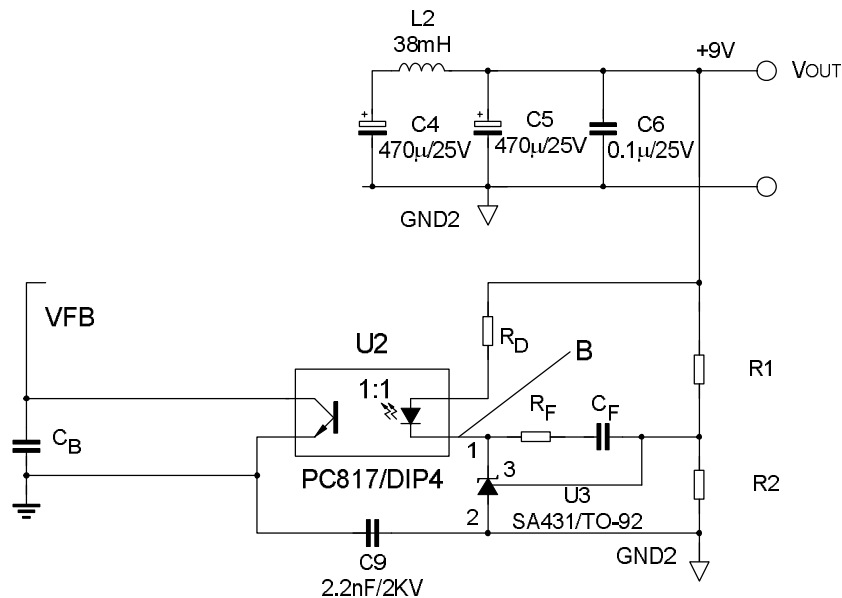 L2
38mH
+9V
VOUT
+
C4
470μ/25V
+
C5
470μ/25V
C6
0.1μ/25V
GND2
VFB
U2
RD
B
1:1
RF
CF
R1
1
CB
PC817/DIP4
3
U3
R2
2
SA431/TO-92
GND2
C9
2.2nF/2KV